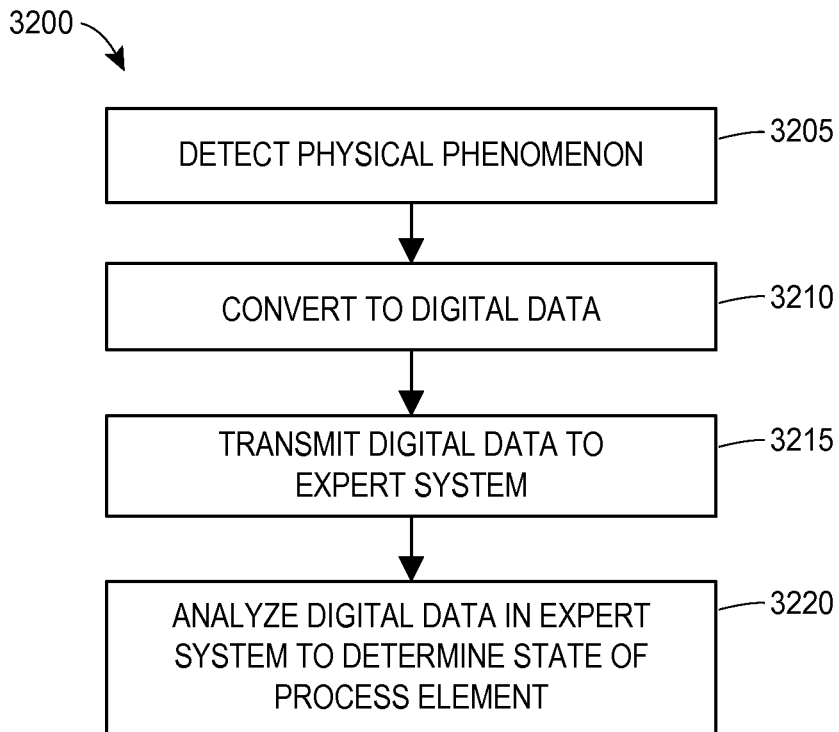 3200
DETECT PHYSICAL PHENOMENON
3205
CONVERT TO DIGITAL DATA
3210
TRANSMIT DIGITAL DATA TO
EXPERT SYSTEM
3215
ANALYZE DIGITAL DATA IN EXPERT
SYSTEM TO DETERMINE STATE OF
PROCESS ELEMENT
3220